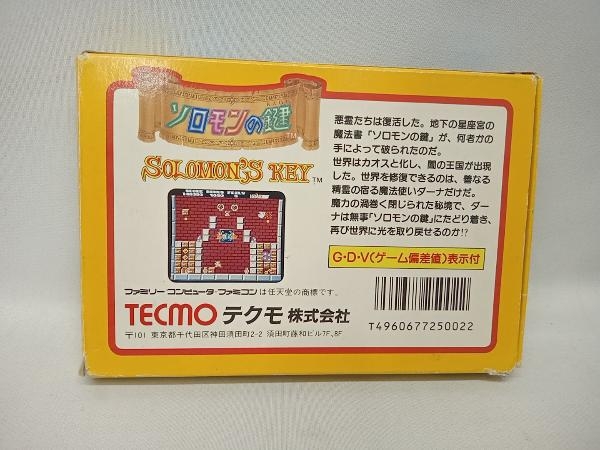 ソロモンの鍵™
SOLOMON'S KEY™
悪霊たちは復活した。地下の星座宮の
魔法書「ソロモンの鍵」が、何者かの
手によって破られたのだ。
世界はカオスと化し、闇の王国が出現
した。世界を修復できるのは、善なる
精霊の宿る魔法使いダーナだけだ。
魔力の渦巻く閉じられた秘境で、ダー
ナは無事「ソロモンの鍵」にたどり着き、
再び世界に光を取り戻せるのか!?
G・D・V(ゲーム偏差値)表示付
ファミリーコンピュータ・ファミコンは任天堂の商標です。
TECMO テクモ株式会社
〒101 東京都千代田区神田須田町2-2 須田町藤和ビル7F,8F
T4960677250022